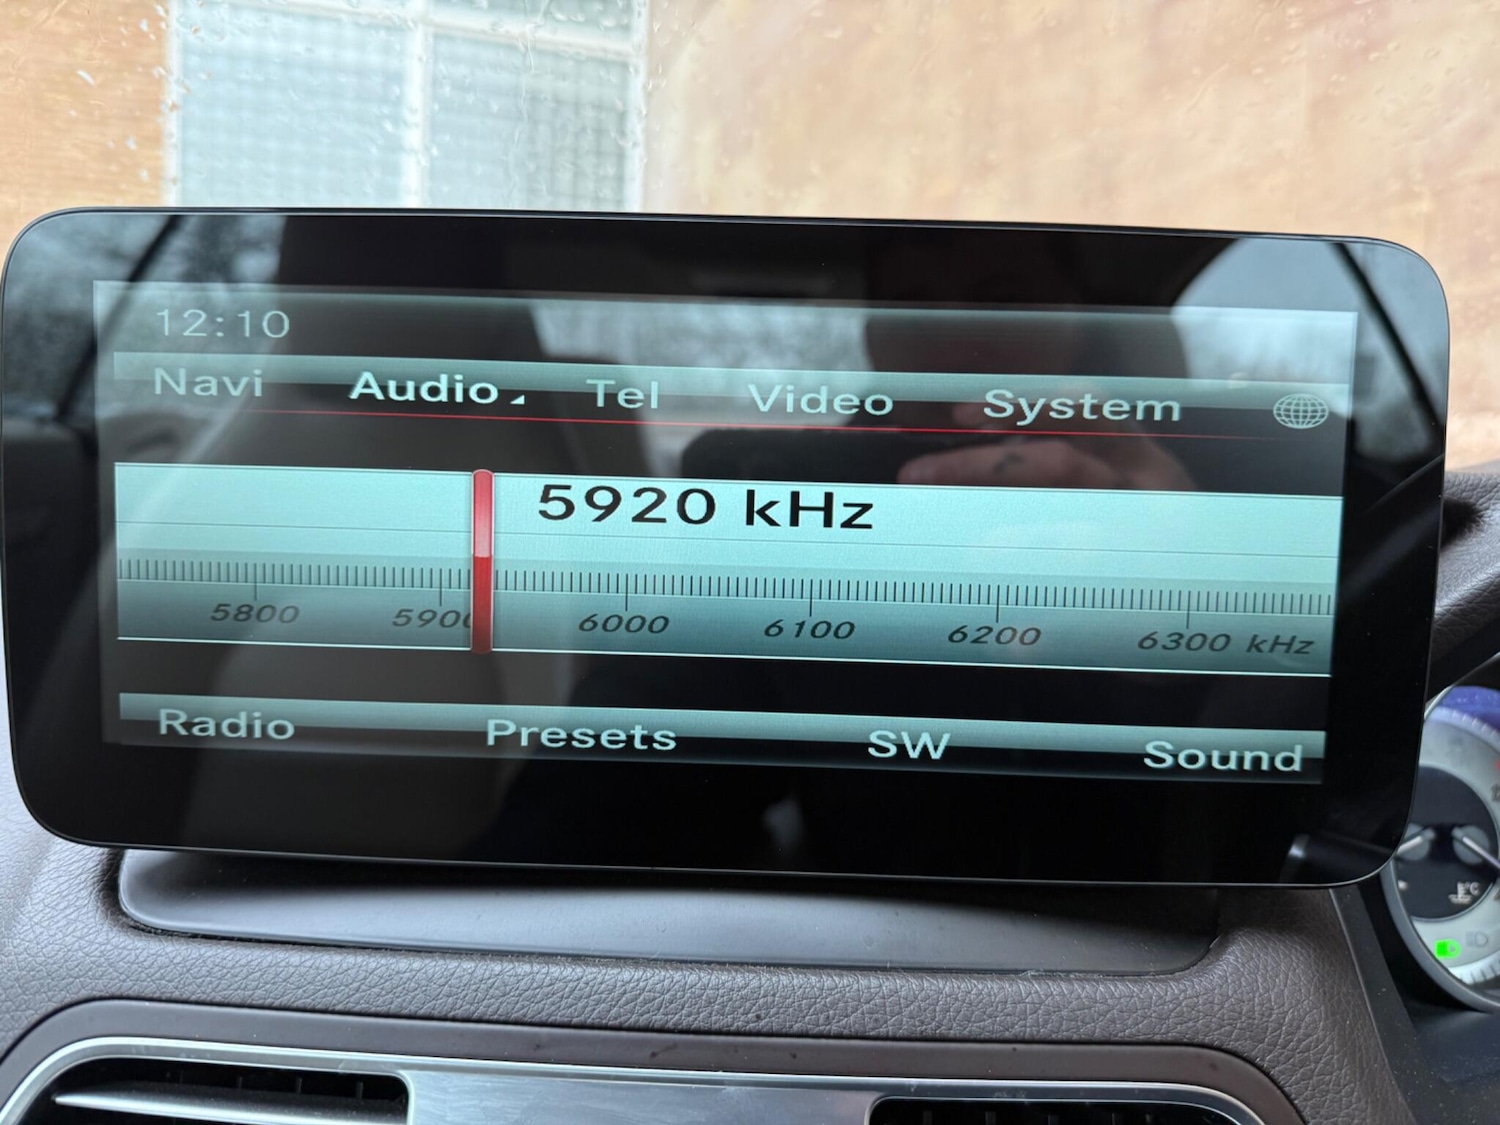 12:10
Navi Audio Tel Video System
5920 kHz
5800 5900 6000 6100 6200 6300 kHz
Radio Presets SW Sound
°C